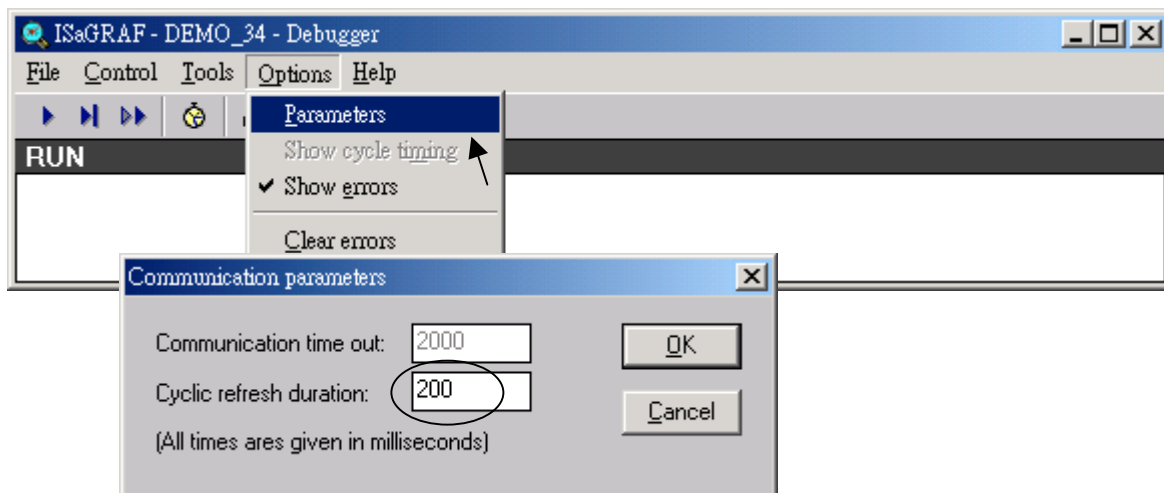 ISaGRAF - DEMO_34 - Debugger
File Control Tools Options Help
Parameters
RUN
Show cycle timing
Show errors
Clear errors
Communication parameters
Communication time out: 2000
OK
Cyclic refresh duration: 200
Cancel
(All times ares given in milliseconds)